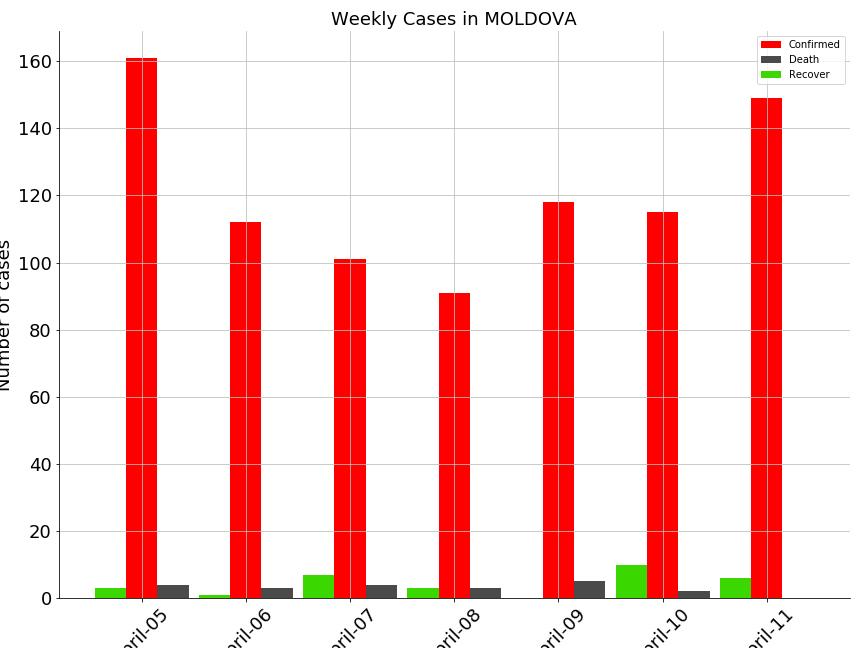 Weekly Cases in MOLDOVA
Confirmed
Death
Recover
Number of cases
160
140
120
100
80
60
40
20
0
pril-05
pril-06
pril-07
pril-08
pril-09
pril-10
pril-11